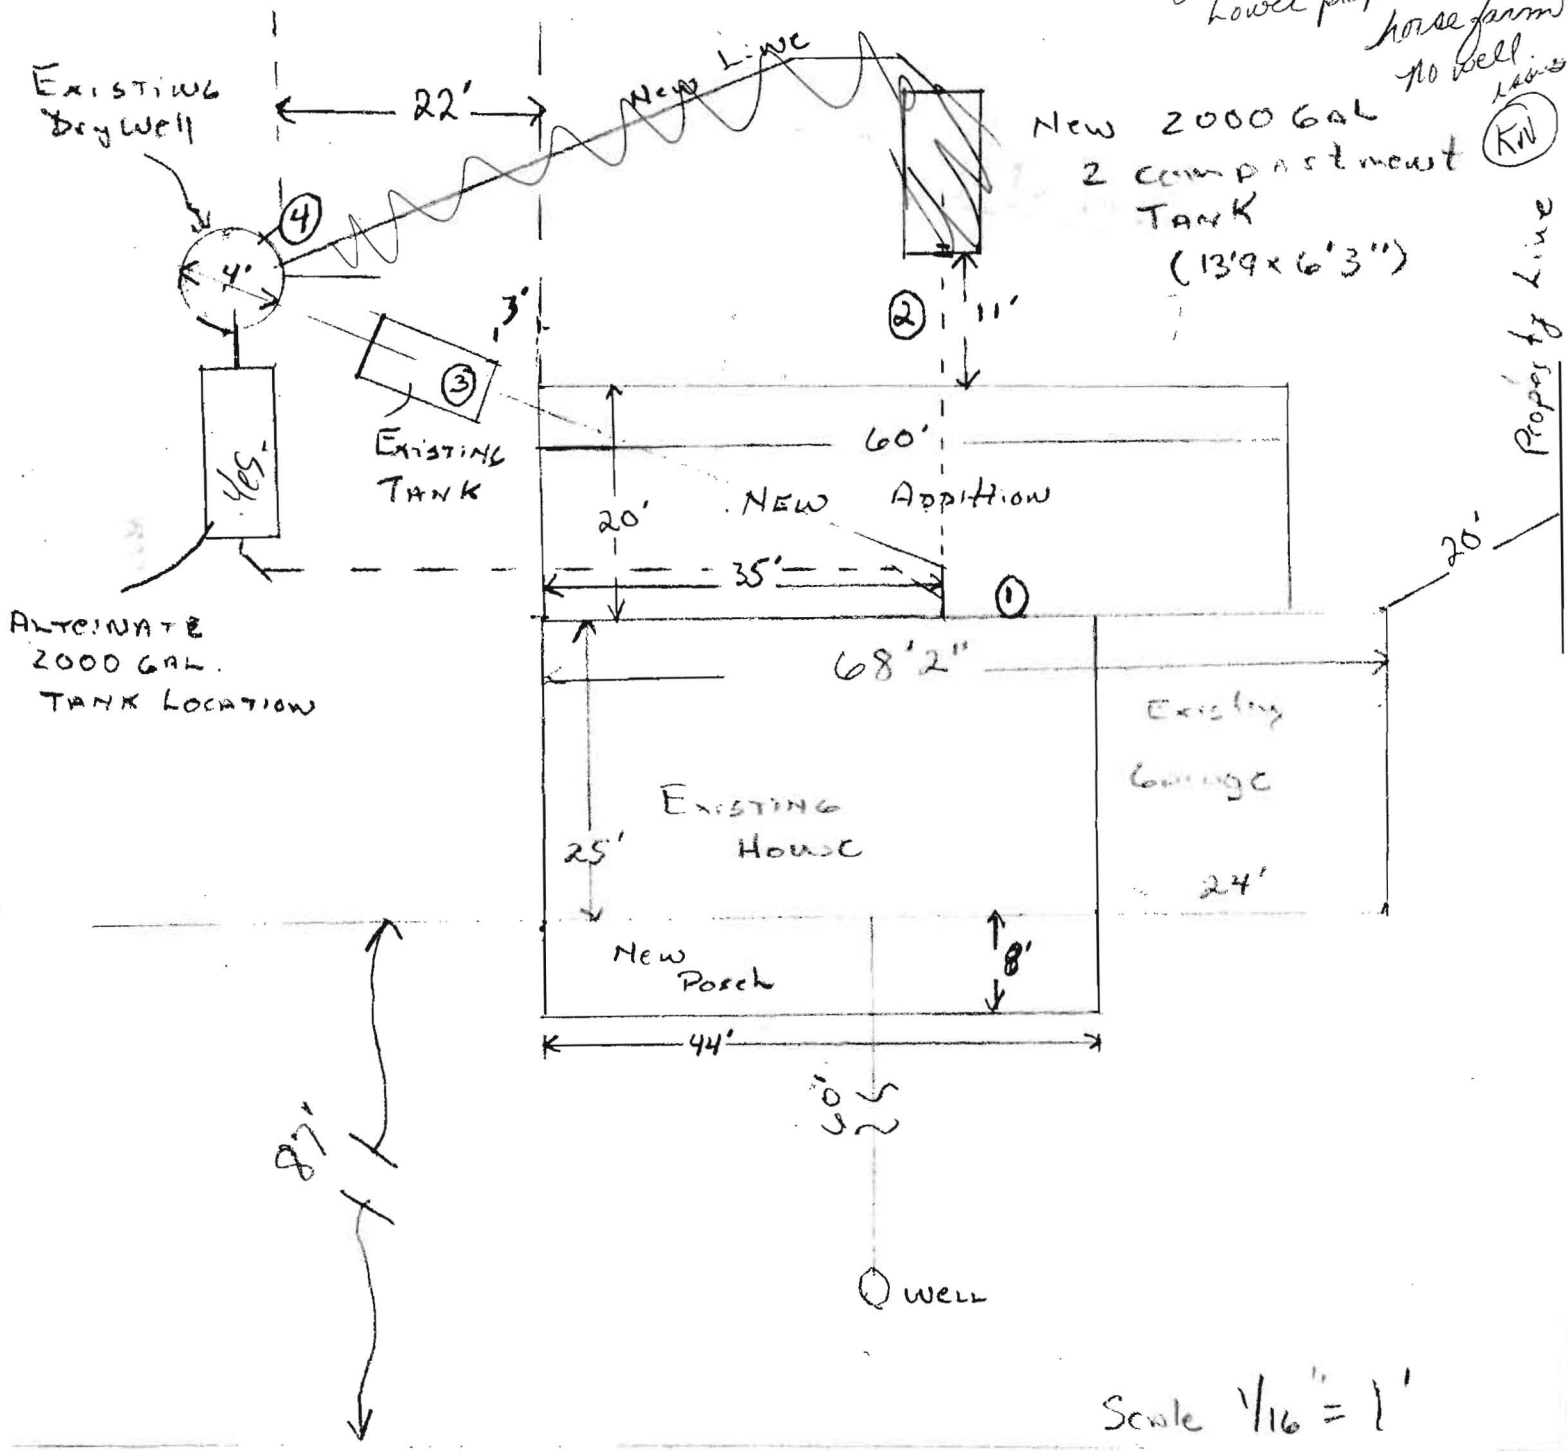 Lower
horse farm
no well
KN
Existing
Drywell
22'
New Line
New 2000 Gal
2 compartment
Tank
(13'9 x 6'3")
Property Line
4
4'
3'
3
2
11'
Existing
Tank
Yes
60'
New Addition
20'
35'
1
20'
Alternate
2000 Gal.
Tank Location
68'2"
Existing
Garage
24'
Existing
House
25'
New
Porch
8'
44'
87'
Well
Scale 1/16" = 1'